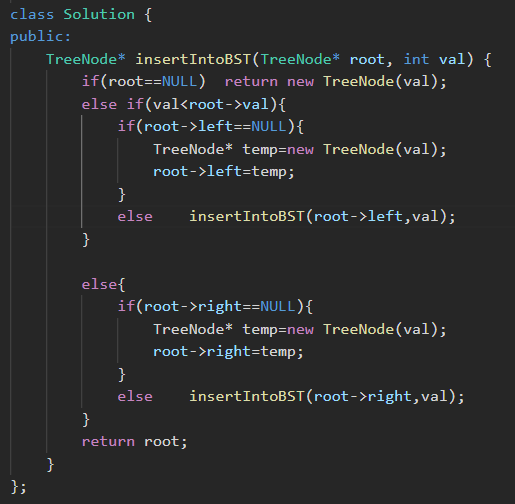 class Solution {
public:
    TreeNode* insertIntoBST(TreeNode* root, int val) {
        if(root==NULL)  return new TreeNode(val);
        else if(val<root->val){
            if(root->left==NULL){
                TreeNode* temp=new TreeNode(val);
                root->left=temp;
            }
            else    insertIntoBST(root->left,val);
        }

        else{
            if(root->right==NULL){
                TreeNode* temp=new TreeNode(val);
                root->right=temp;
            }
            else    insertIntoBST(root->right,val);
        }
        return root;
    }
};